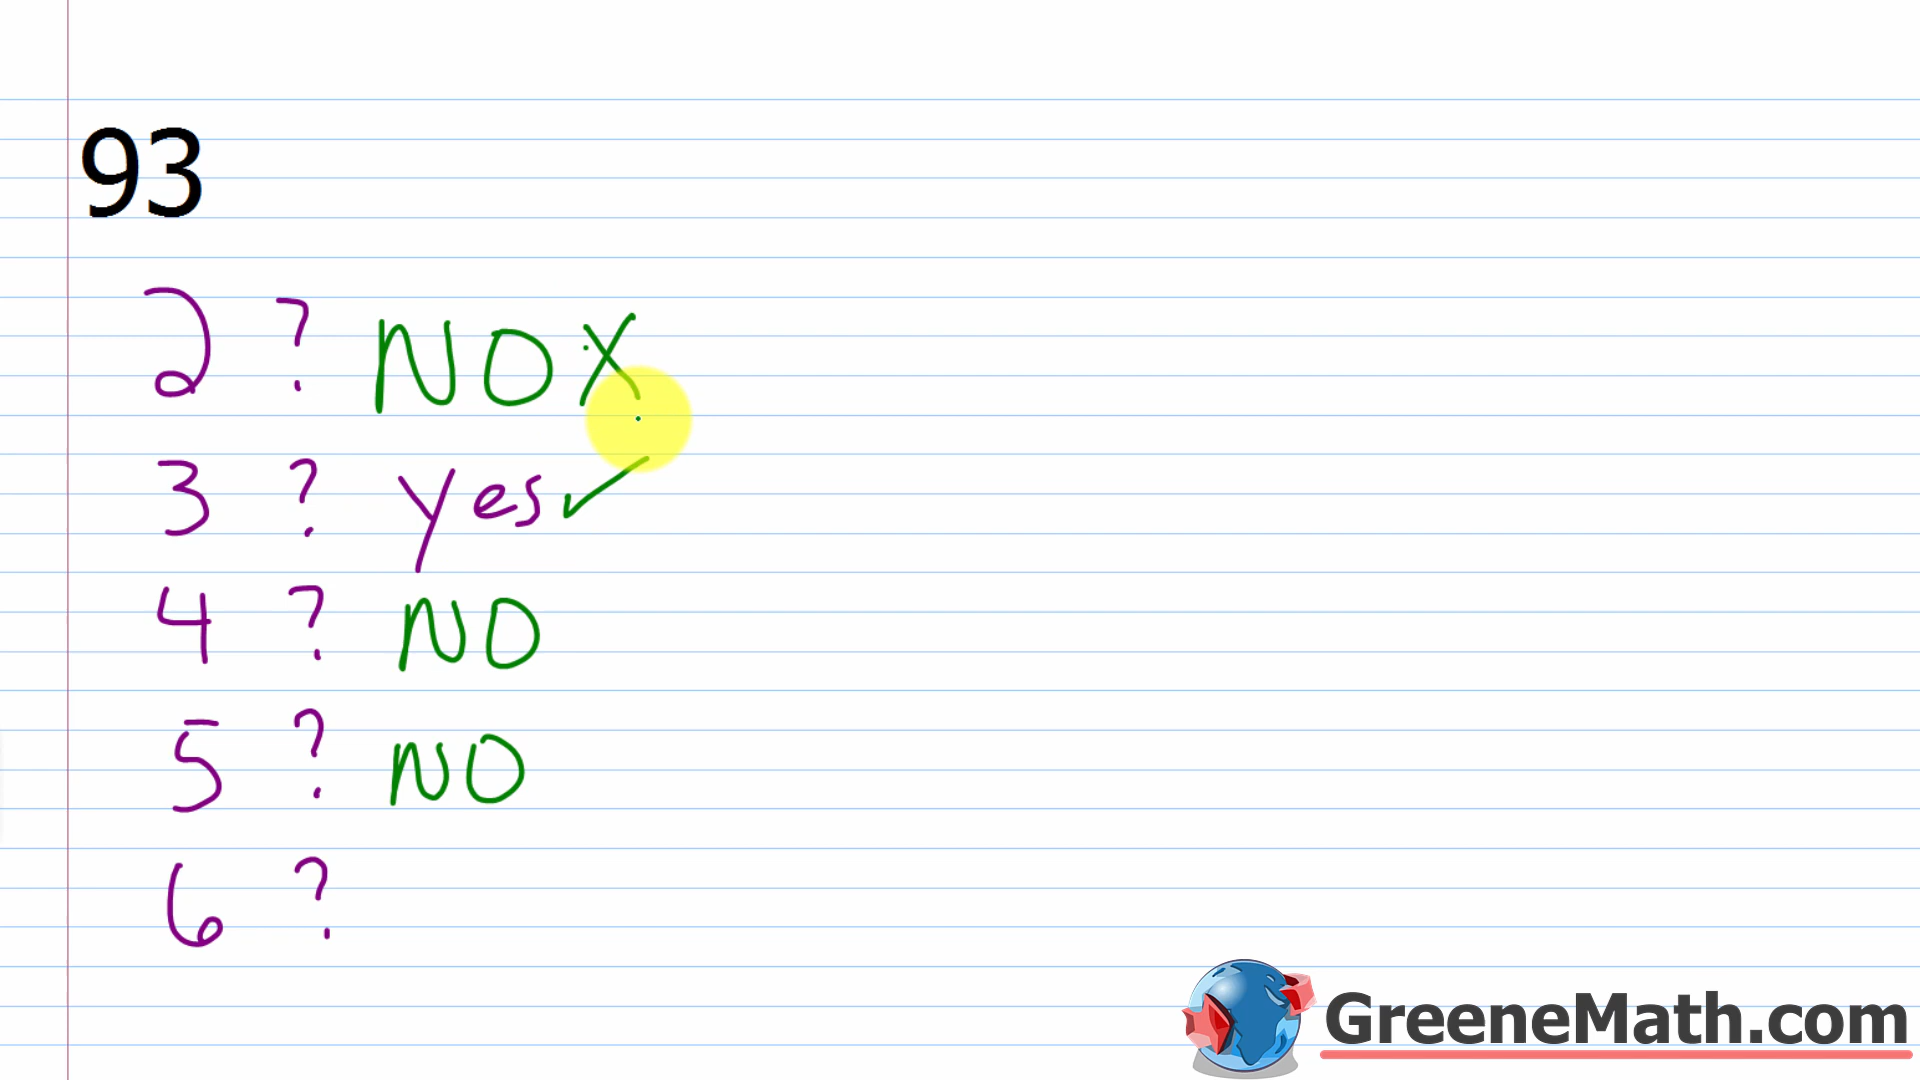 93
2 ? NO X
3 ? yes ✓
4 ? NO
5 ? NO
6 ?
GreeneMath.com